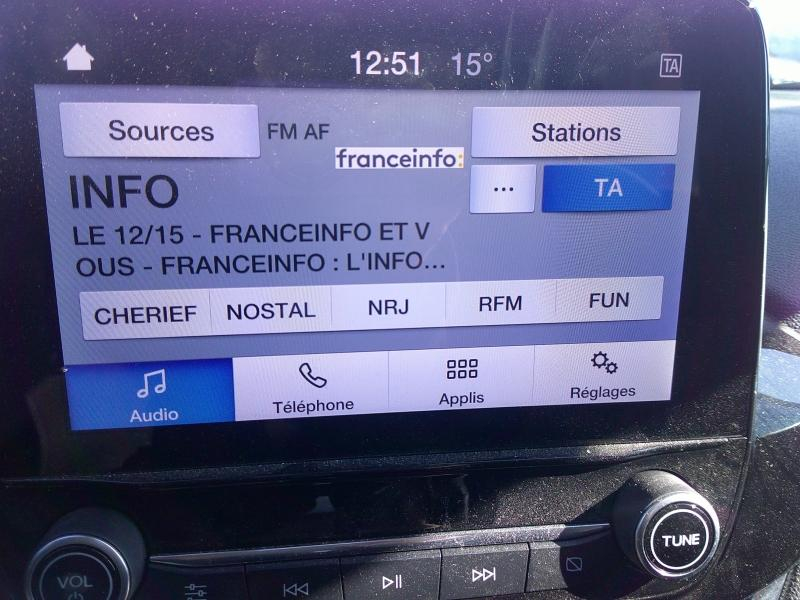 12:51 15° TA
Sources FM AF Stations
franceinfo:
INFO ... TA
LE 12/15 - FRANCEINFO ET V
OUS - FRANCEINFO : L'INFO...
CHERIEF NOSTAL NRJ RFM FUN
Audio Téléphone Applis Réglages
VOL TUNE